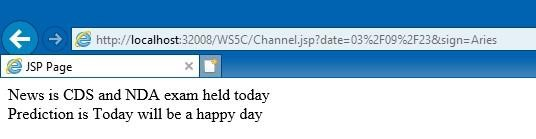 http://localhost:32008/WS5C/Channel.jsp?date=03%2F09%2F23&sign=Aries
JSP Page
News is CDS and NDA exam held today
Prediction is Today will be a happy day